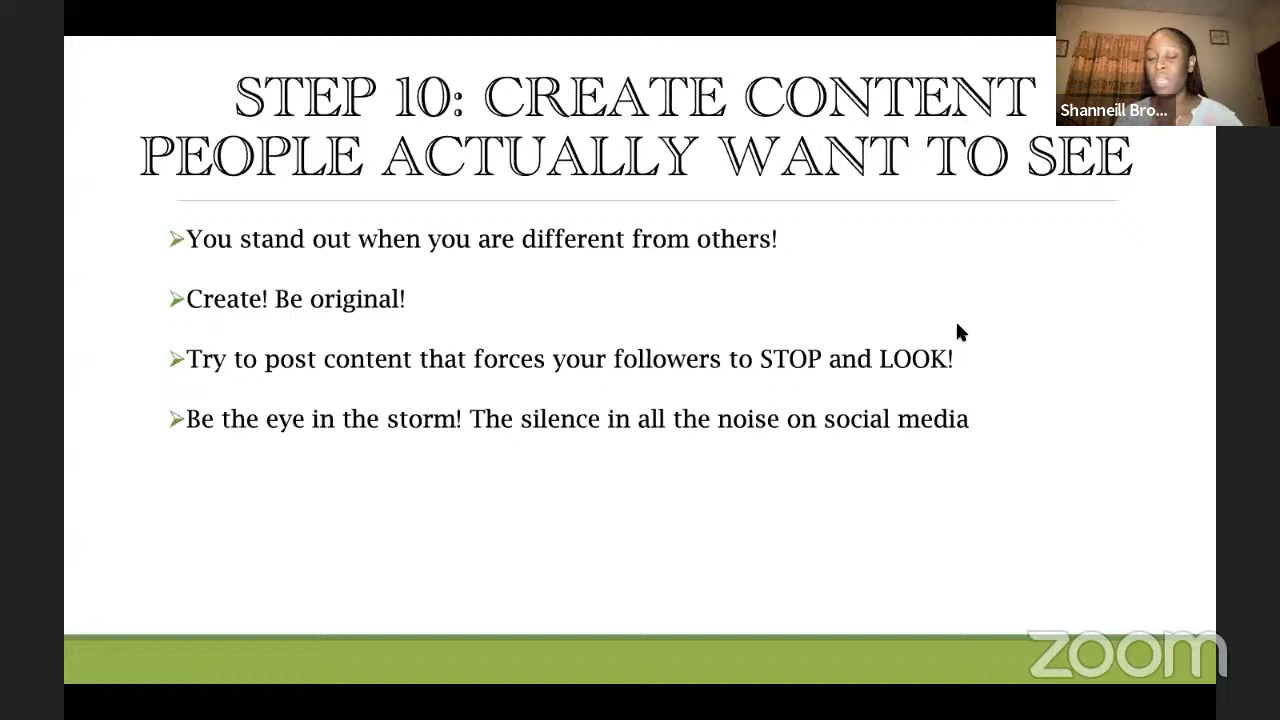 STEP 10: CREATE CONTENT
PEOPLE ACTUALLY WANT TO SEE
Shanneill Bro...
You stand out when you are different from others!
Create! Be original!
Try to post content that forces your followers to STOP and LOOK!
Be the eye in the storm! The silence in all the noise on social media
zoom